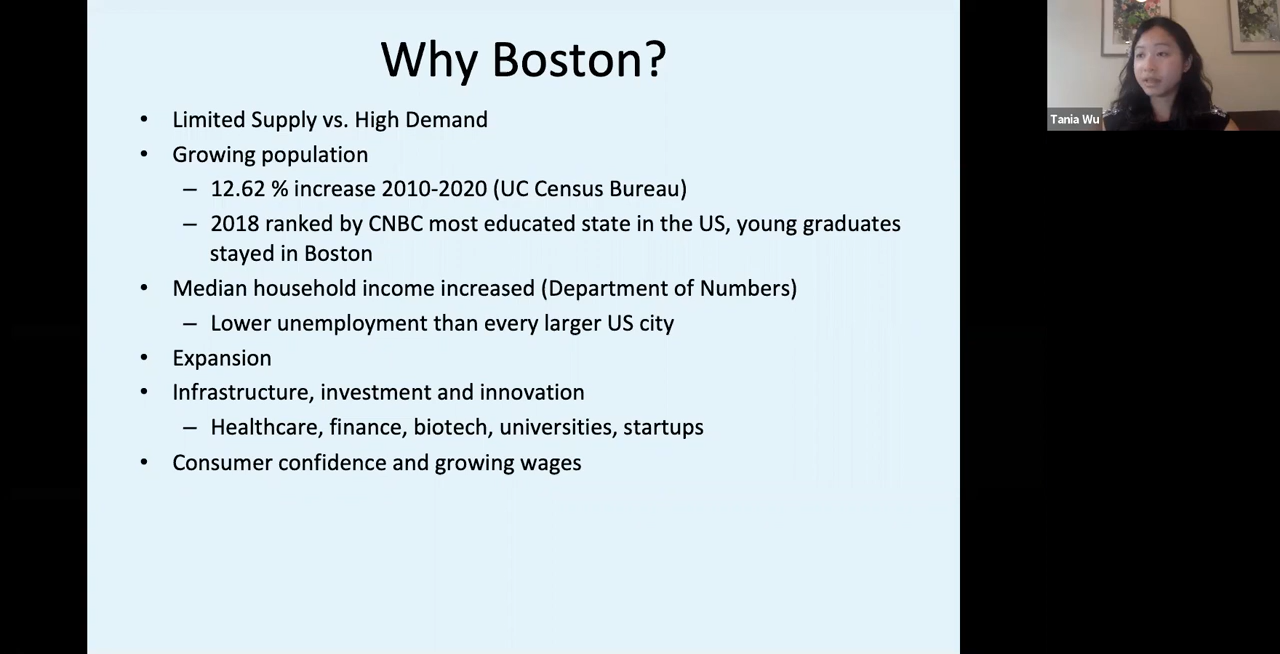 Why Boston?
• Limited Supply vs. High Demand
• Growing population
– 12.62 % increase 2010-2020 (UC Census Bureau)
– 2018 ranked by CNBC most educated state in the US, young graduates
stayed in Boston
• Median household income increased (Department of Numbers)
– Lower unemployment than every larger US city
• Expansion
• Infrastructure, investment and innovation
– Healthcare, finance, biotech, universities, startups
• Consumer confidence and growing wages
Tania Wu